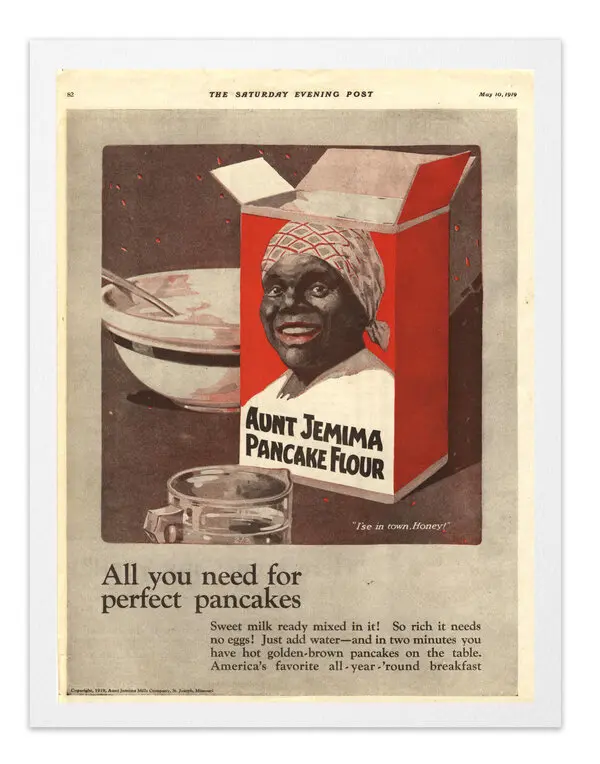 82
THE SATURDAY EVENING POST
May 10, 1919
AUNT JEMIMA
PANCAKE FLOUR
"I'se in town, Honey!"
All you need for
perfect pancakes
Sweet milk ready mixed in it! So rich it needs
no eggs! Just add water—and in two minutes you
have hot golden-brown pancakes on the table.
America's favorite all-year-'round breakfast
Copyright, 1919, Aunt Jemima Mills Company, St. Joseph, Missouri